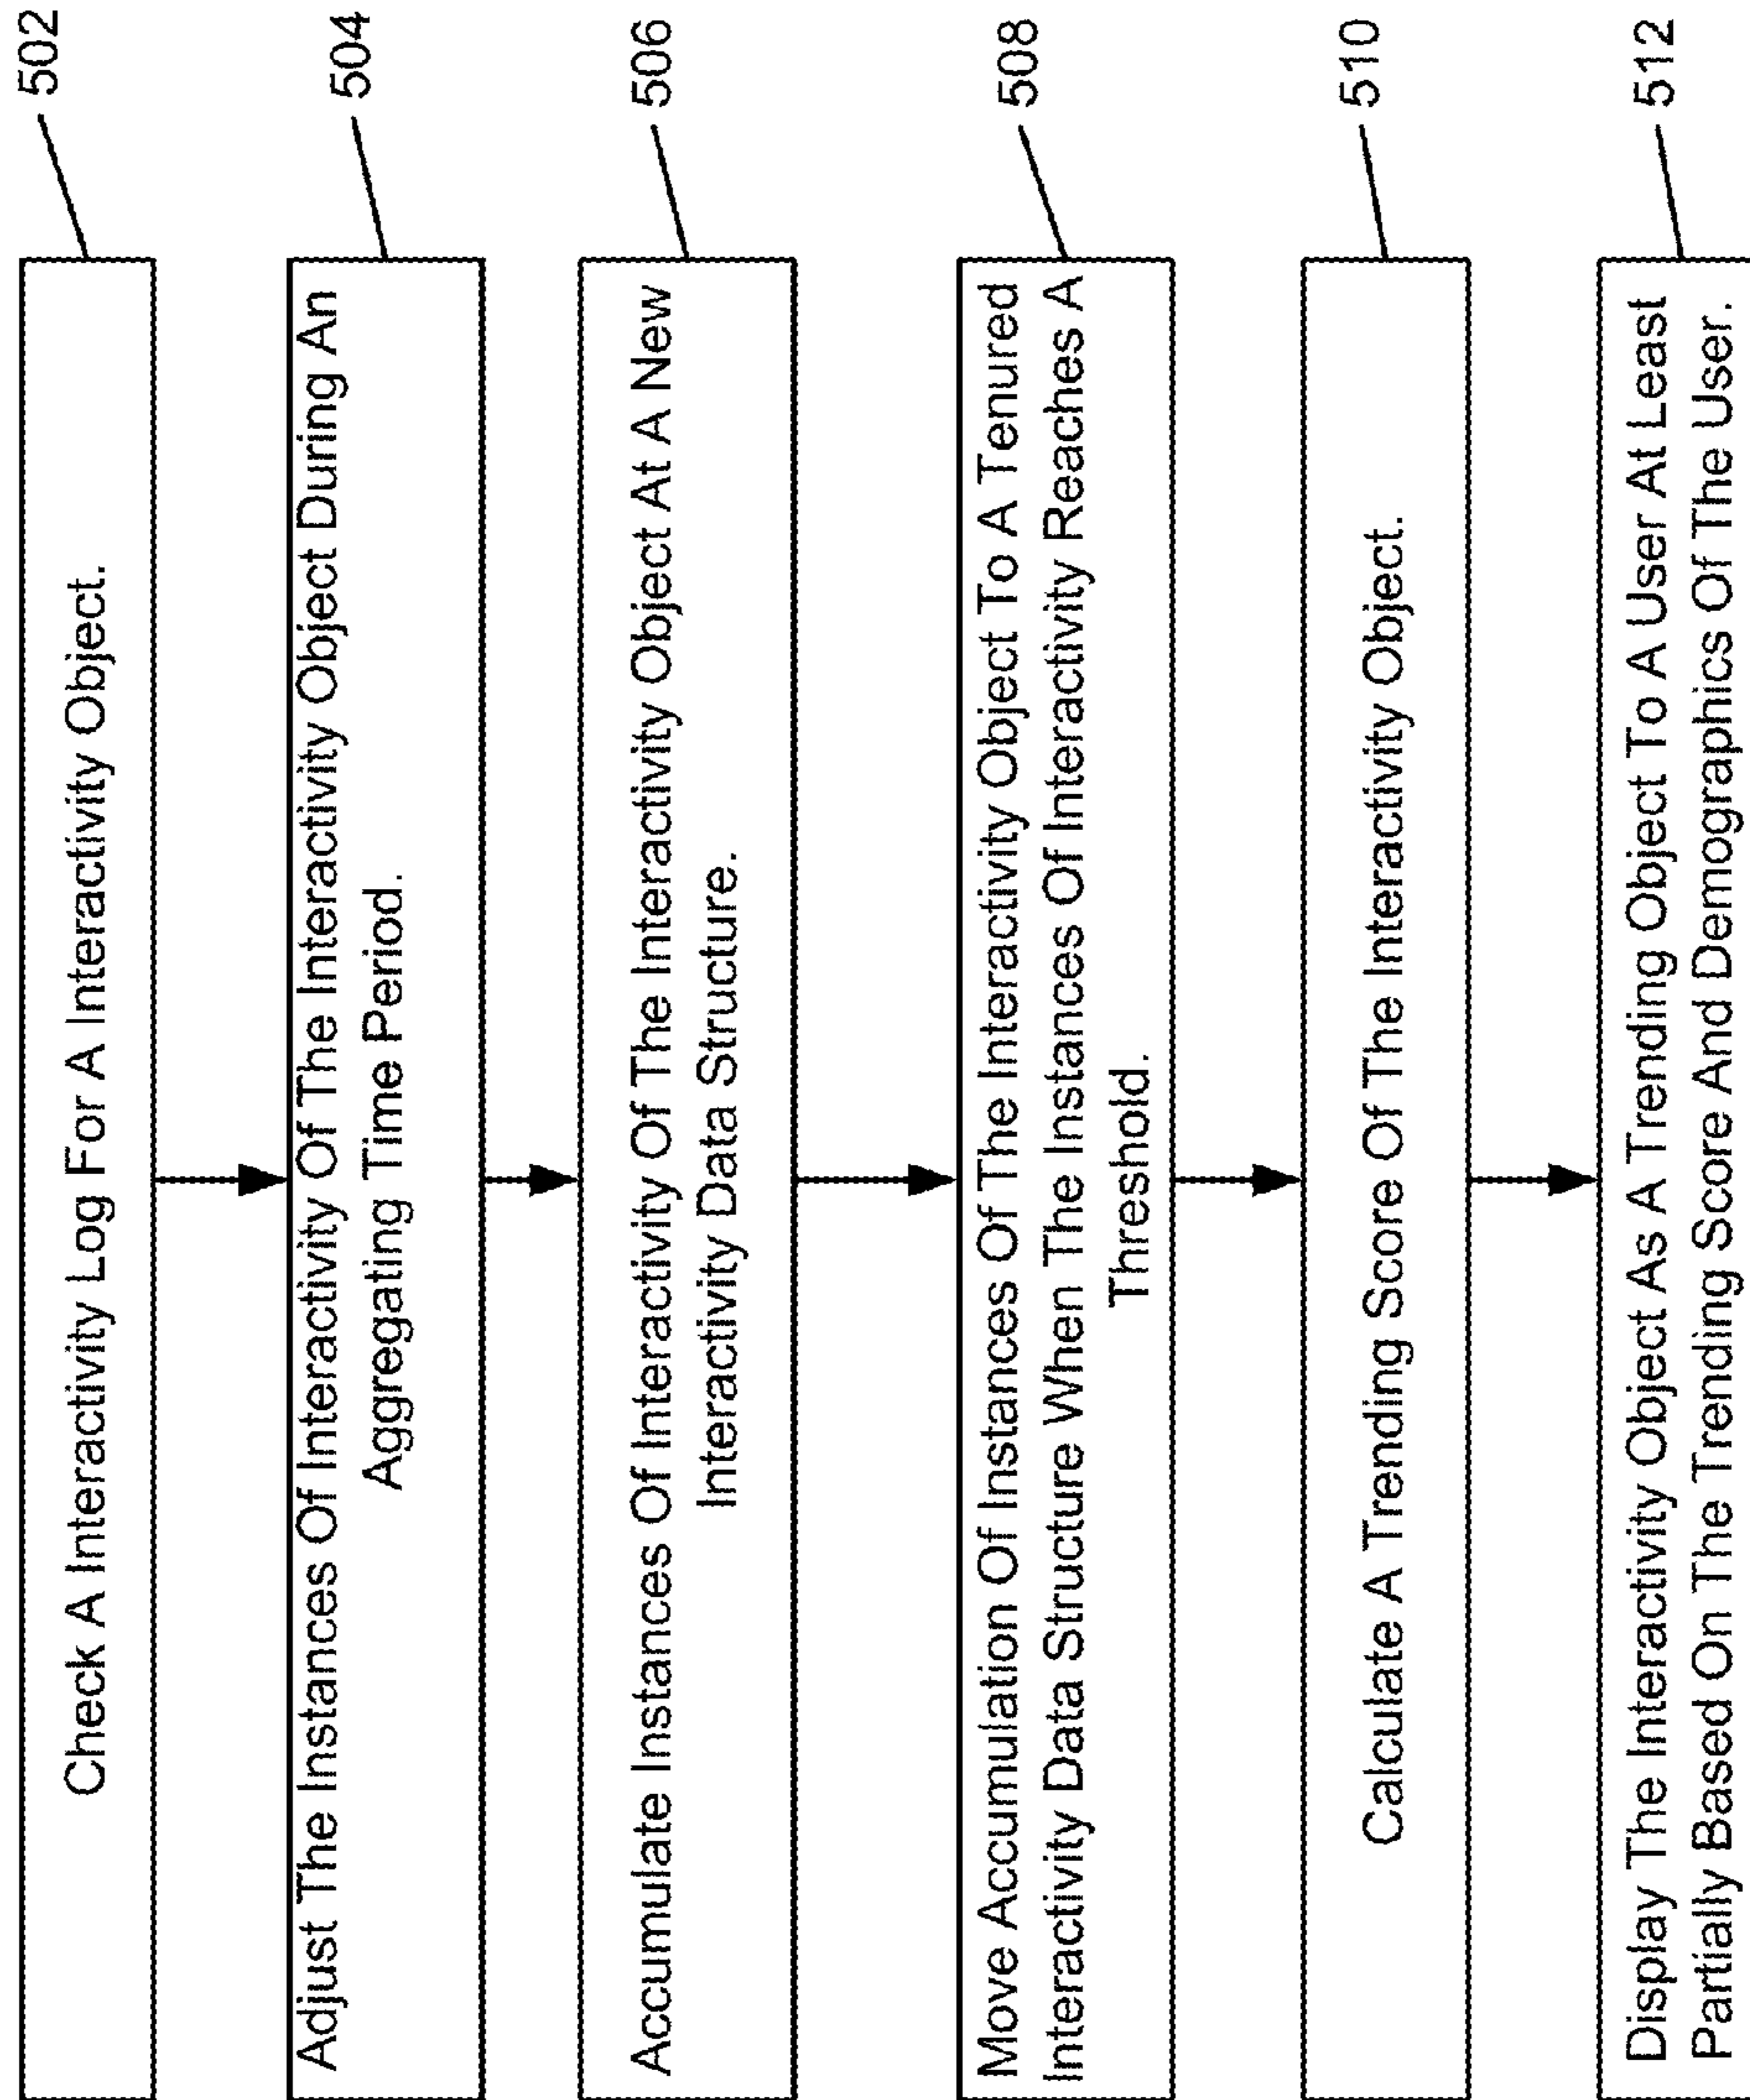 Check A Interactivity Log For A Interactivity Object.
502
Adjust The Instances Of Interactivity Of The Interactivity Object During An
Aggregating Time Period.
504
Accumulate Instances Of Interactivity Of The Interactivity Object At A New
Interactivity Data Structure.
506
Move Accumulation Of Instances Of The Interactivity Object To A Tenured
Interactivity Data Structure When The Instances Of Interactivity Reaches A
Threshold.
508
Calculate A Trending Score Of The Interactivity Object.
510
Display The Interactivity Object As A Trending Object To A User At Least
Partially Based On The Trending Score And Demographics Of The User.
512